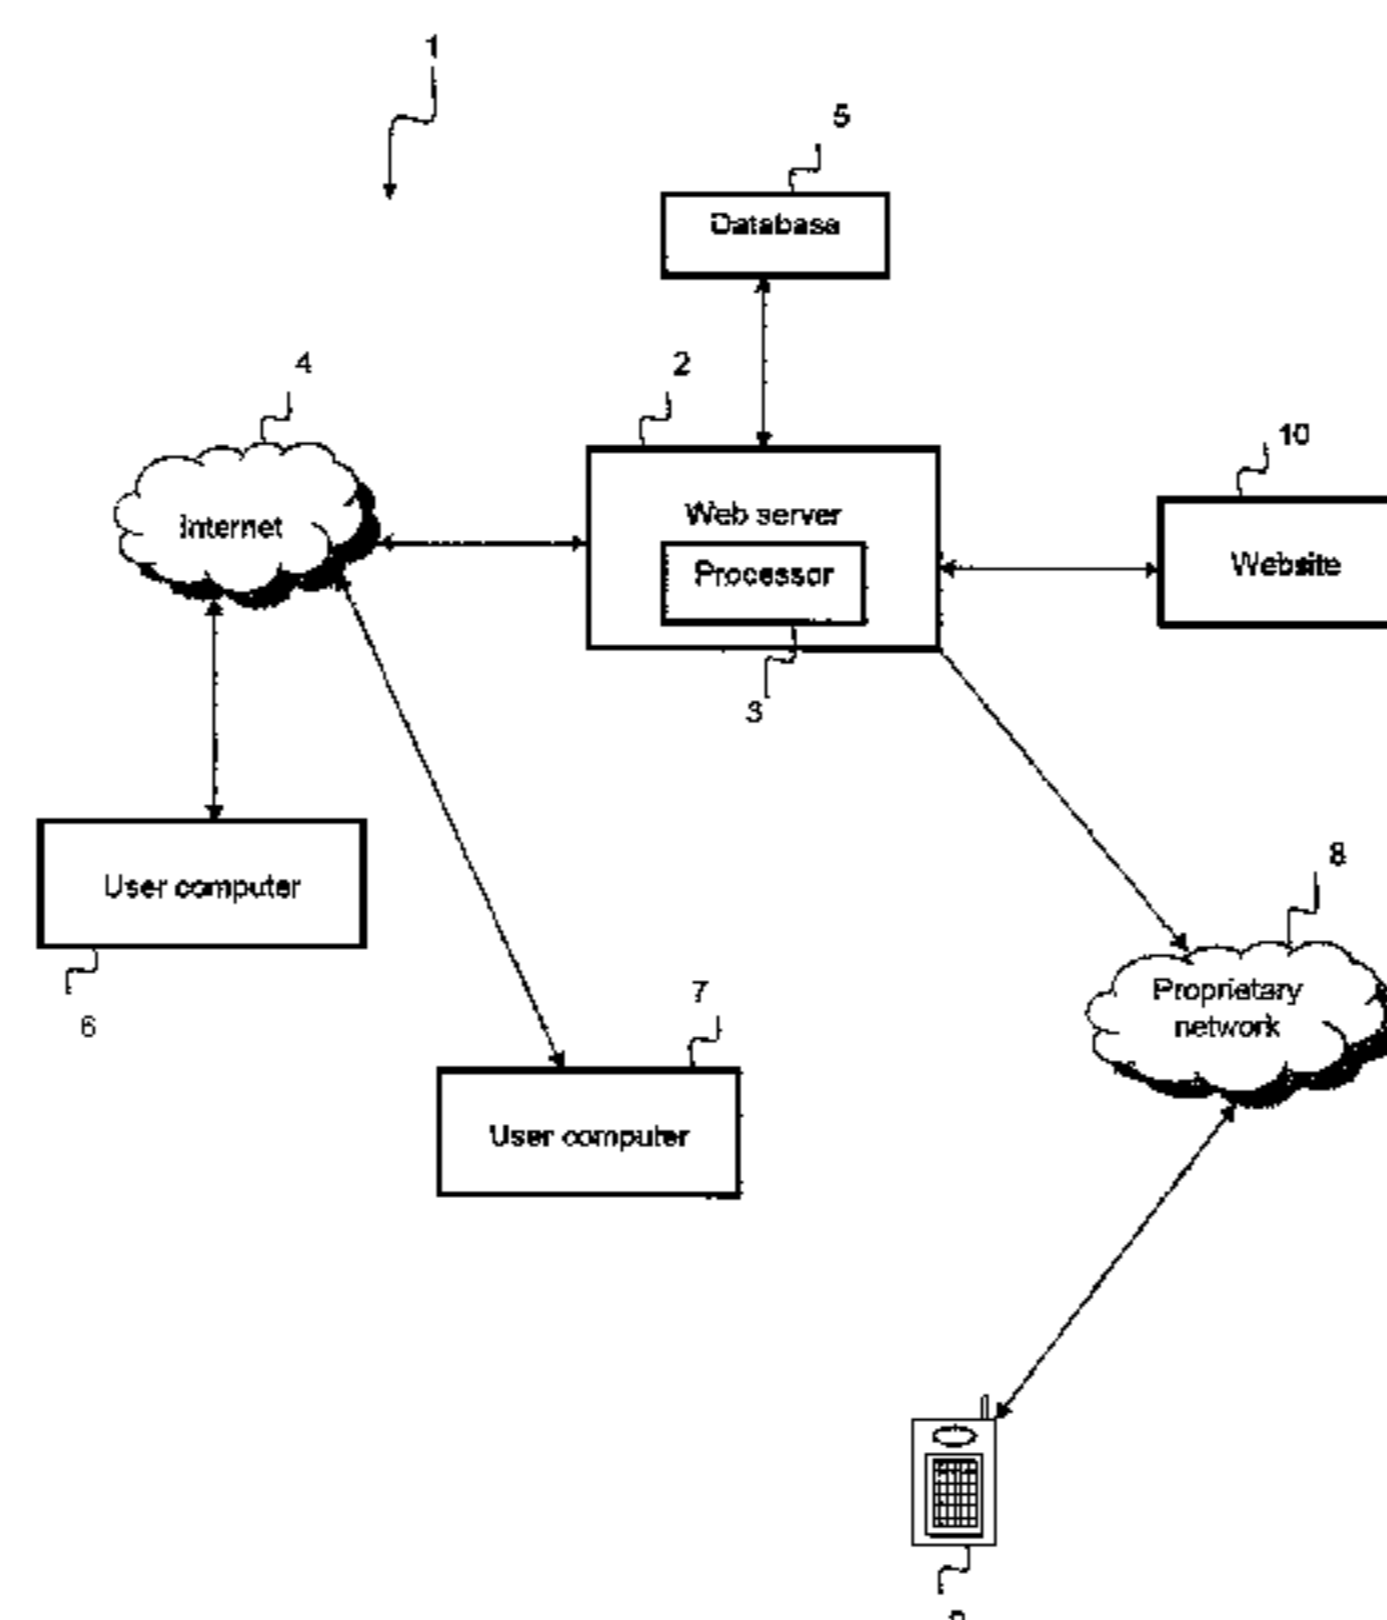 1
5
Database
4
2
10
Internet
Web server
Processor
Website
3
8
User computer
Proprietary
network
7
6
User computer